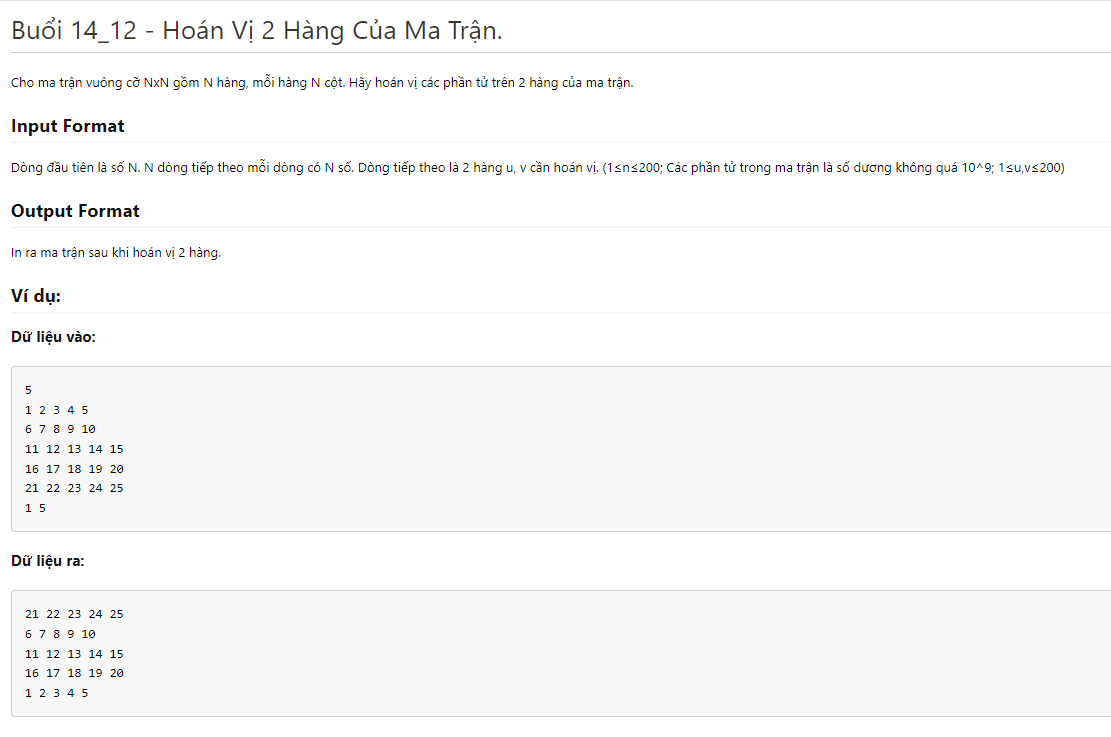 Buổi 14_12 - Hoán Vị 2 Hàng Của Ma Trận.
Cho ma trận vuông cỡ NxN gồm N hàng, mỗi hàng N cột. Hãy hoán vị các phần tử trên 2 hàng của ma trận.
Input Format
Dòng đầu tiên là số N. N dòng tiếp theo mỗi dòng có N số. Dòng tiếp theo là 2 hàng u, v cần hoán vị. (1≤n≤200; Các phần tử trong ma trận là số dương không quá 10^9; 1≤u,v≤200)
Output Format
In ra ma trận sau khi hoán vị 2 hàng.
Ví dụ:
Dữ liệu vào:
5
1 2 3 4 5
6 7 8 9 10
11 12 13 14 15
16 17 18 19 20
21 22 23 24 25
1 5
Dữ liệu ra:
21 22 23 24 25
6 7 8 9 10
11 12 13 14 15
16 17 18 19 20
1 2 3 4 5